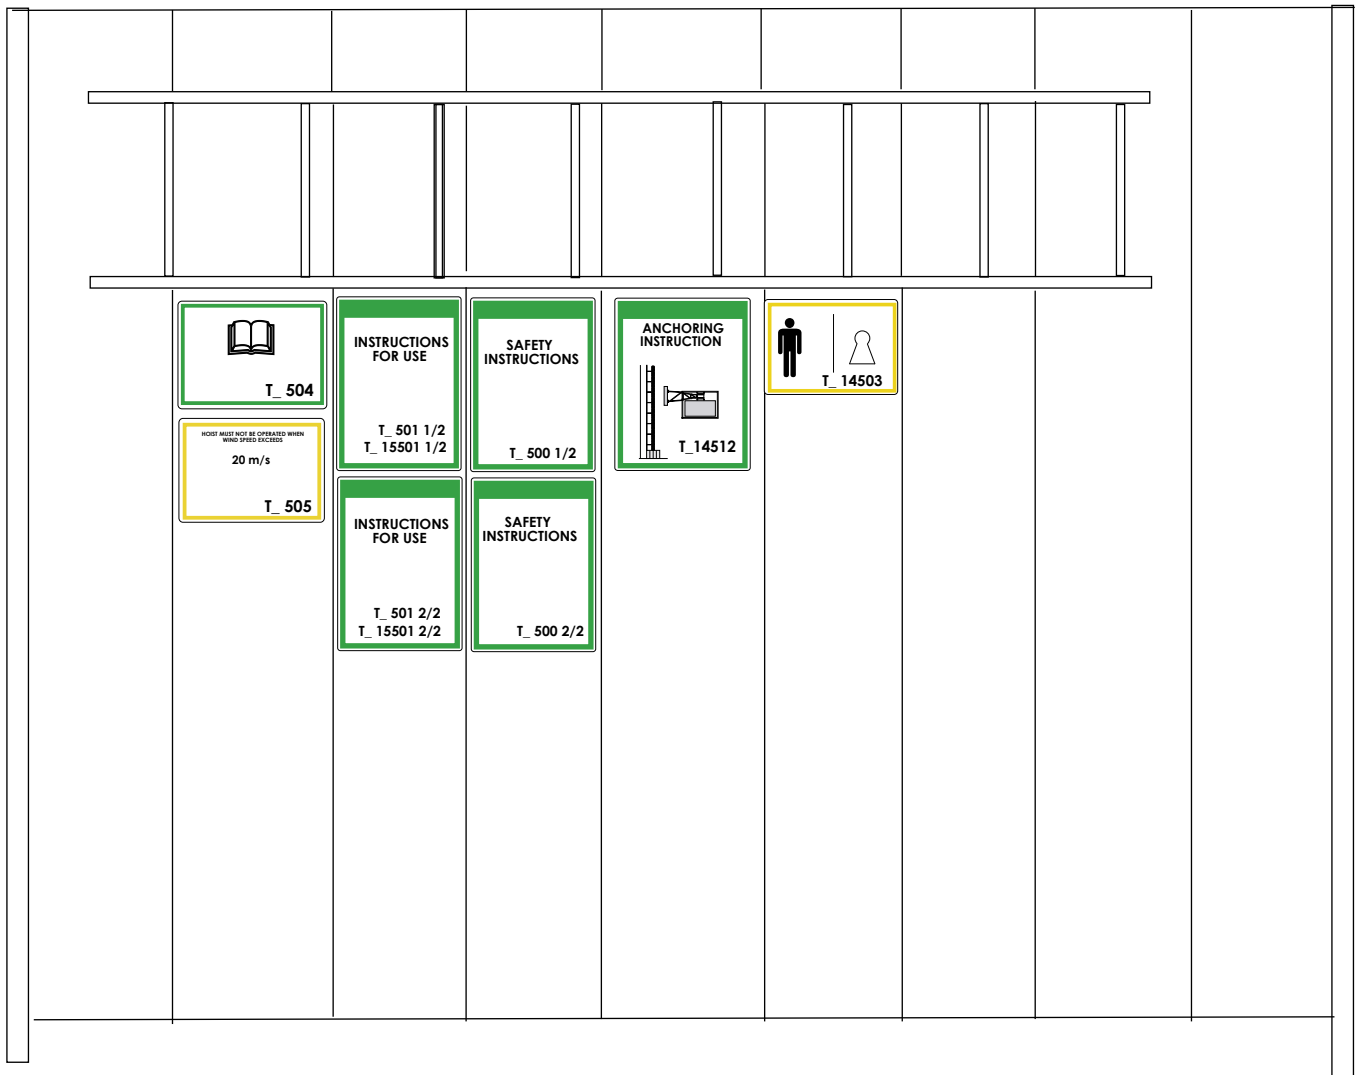 T_ 504
HOIST MUST NOT BE OPERATED WHEN
WIND SPEED EXCEEDS
20 m/s
T_ 505
INSTRUCTIONS
FOR USE
T_ 501 1/2
T_ 15501 1/2
INSTRUCTIONS
FOR USE
T_ 501 2/2
T_ 15501 2/2
SAFETY
INSTRUCTIONS
T_ 500 1/2
SAFETY
INSTRUCTIONS
T_ 500 2/2
ANCHORING
INSTRUCTION
T_14512
T_ 14503